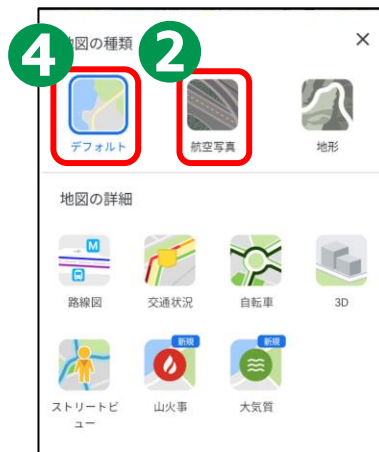 4
2
地図の種類
デフォルト
航空写真
地形
地図の詳細
M
路線図
交通状況
自転車
3D
新規
新規
ストリートビ
ュー
山火事
大気質